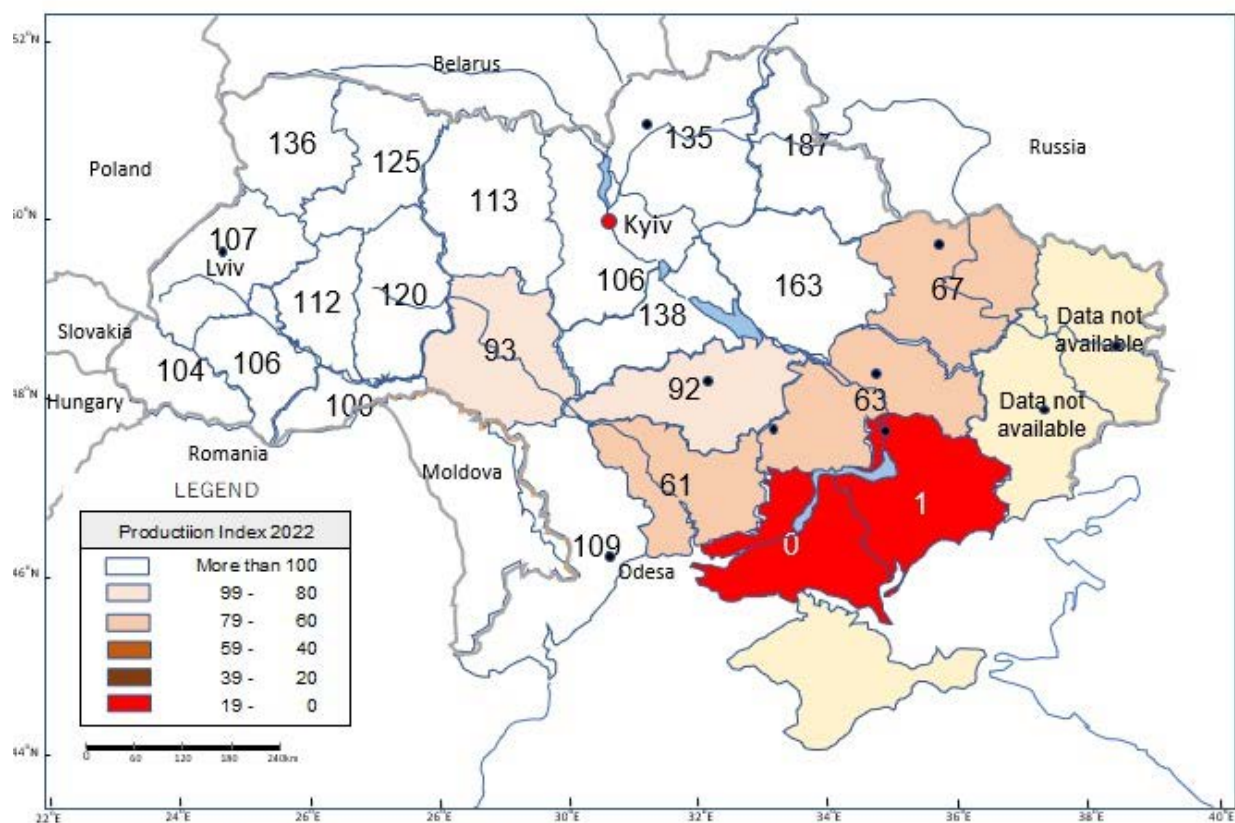 52°N
Belarus
136
125
135
187
Poland
Russia
113
50°N
107
Kyiv
Lviv
106
67
112
120
163
138
Data not
available
Slovakia
93
104
106
92
48°N
Hungary
100
63
Data not
available
Romania
Moldova
61
LEGEND
1
Productiion Index 2022
0
109
More than 100
46°N
Odesa
99 - 80
79 - 60
59 - 40
39 - 20
19 - 0
44°N
0 60 120 180 240km
22°E 24°E 26°E 28°E 30°E 32°E 34°E 36°E 38°E 40°E